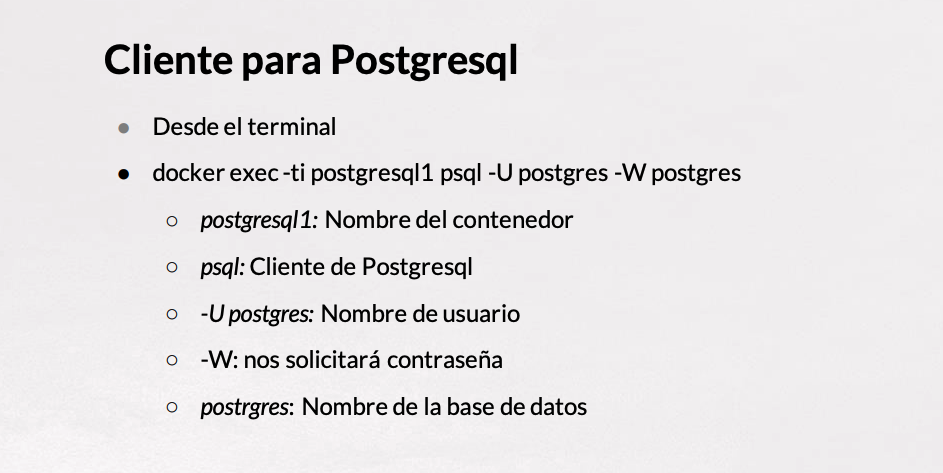 Cliente para Postgresql
● Desde el terminal
● docker exec -ti postgresql1 psql -U postgres -W postgres
○ postgresql1: Nombre del contenedor
○ psql: Cliente de Postgresql
○ -U postgres: Nombre de usuario
○ -W: nos solicitará contraseña
○ postrgres: Nombre de la base de datos